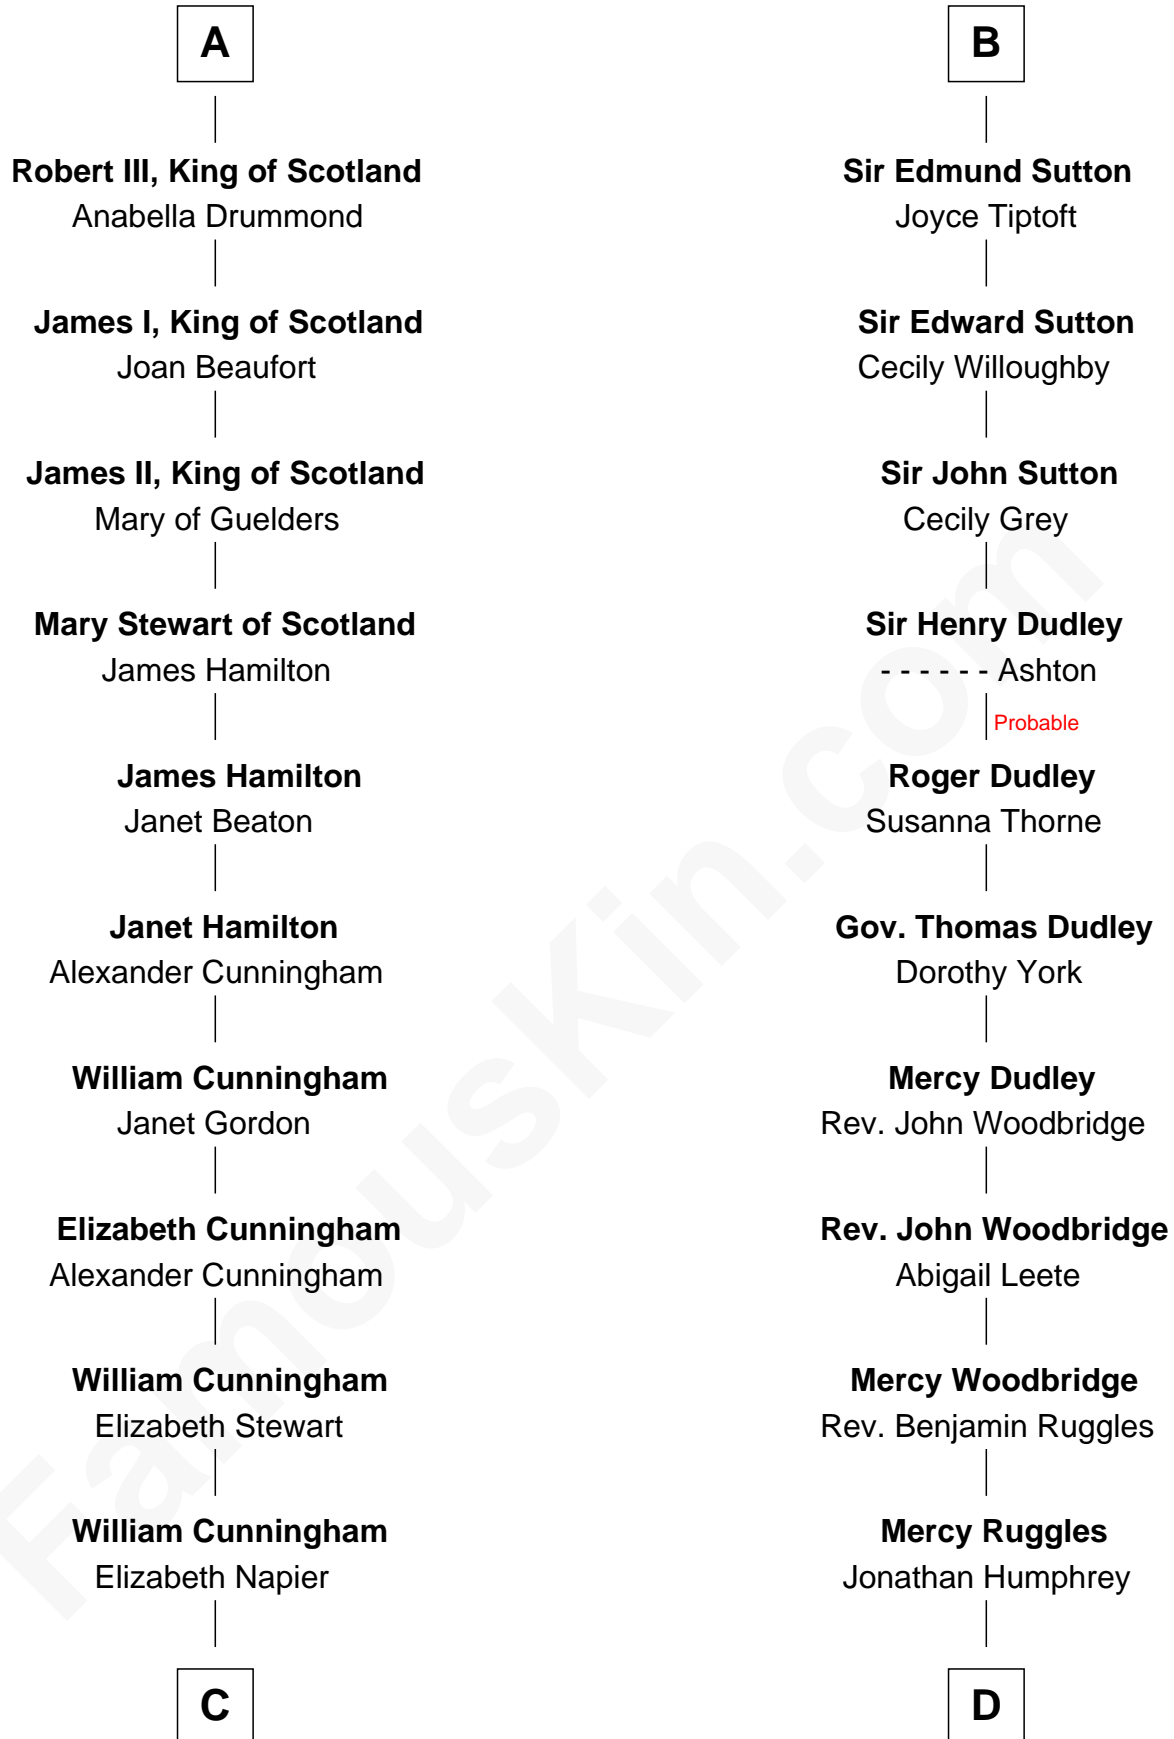 A
Robert III, King of Scotland
Anabella Drummond
James I, King of Scotland
Joan Beaufort
James II, King of Scotland
Mary of Guelders
Mary Stewart of Scotland
James Hamilton
James Hamilton
Janet Beaton
Janet Hamilton
Alexander Cunningham
William Cunningham
Janet Gordon
Elizabeth Cunningham
Alexander Cunningham
William Cunningham
Elizabeth Stewart
William Cunningham
Elizabeth Napier
C
B
Sir Edmund Sutton
Joyce Tiptoft
Sir Edward Sutton
Cecily Willoughby
Sir John Sutton
Cecily Grey
Sir Henry Dudley
- - - - - - Ashton
Probable
Roger Dudley
Susanna Thorne
Gov. Thomas Dudley
Dorothy York
Mercy Dudley
Rev. John Woodbridge
Rev. John Woodbridge
Abigail Leete
Mercy Woodbridge
Rev. Benjamin Ruggles
Mercy Ruggles
Jonathan Humphrey
D
FamousKin.com